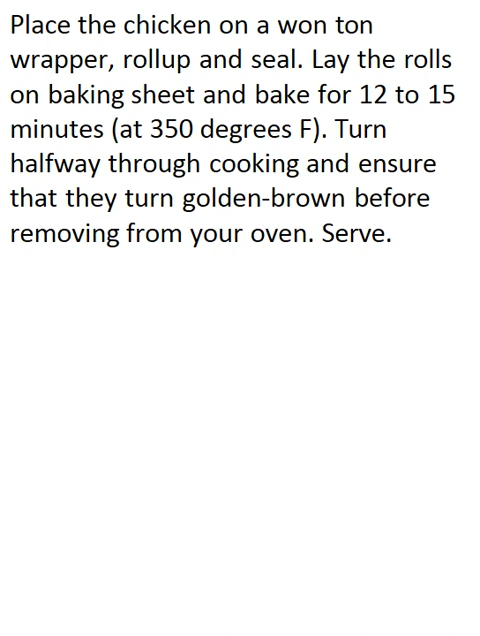 Place the chicken on a won ton
wrapper, rollup and seal. Lay the rolls
on baking sheet and bake for 12 to 15
minutes (at 350 degrees F). Turn
halfway through cooking and ensure
that they turn golden-brown before
removing from your oven. Serve.